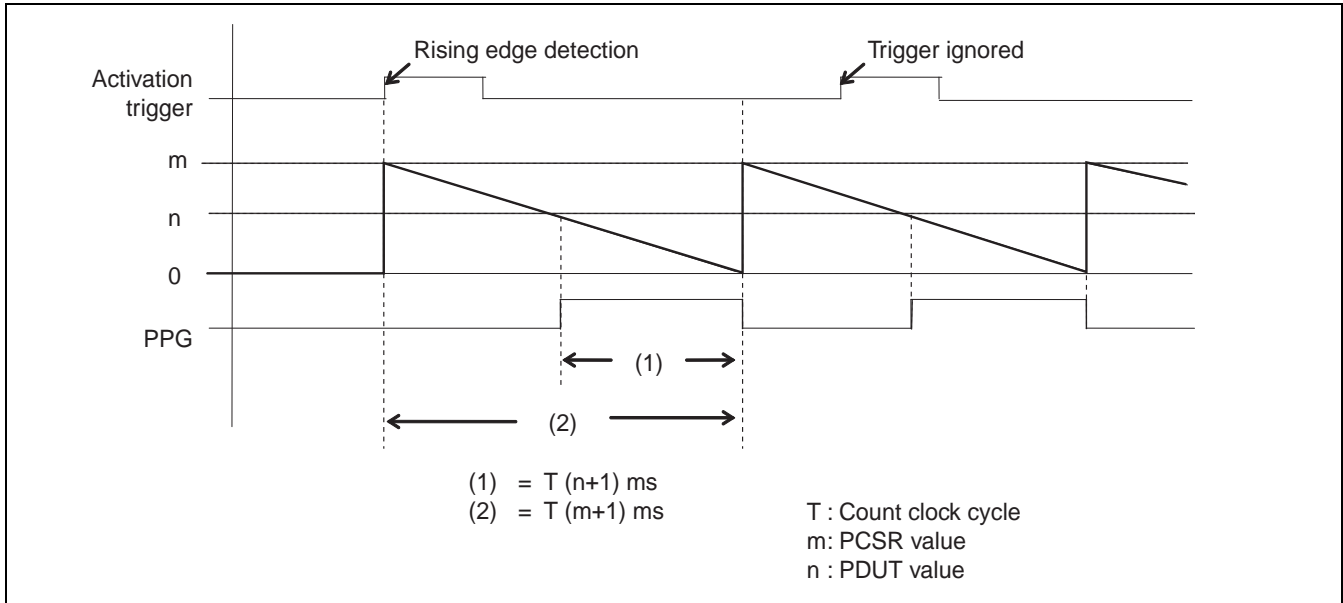 Rising edge detection
Trigger ignored
Activation
trigger
m
n
0
PPG
(1)
(2)
(1) = T (n+1) ms
(2) = T (m+1) ms
T : Count clock cycle
m: PCSR value
n : PDUT value